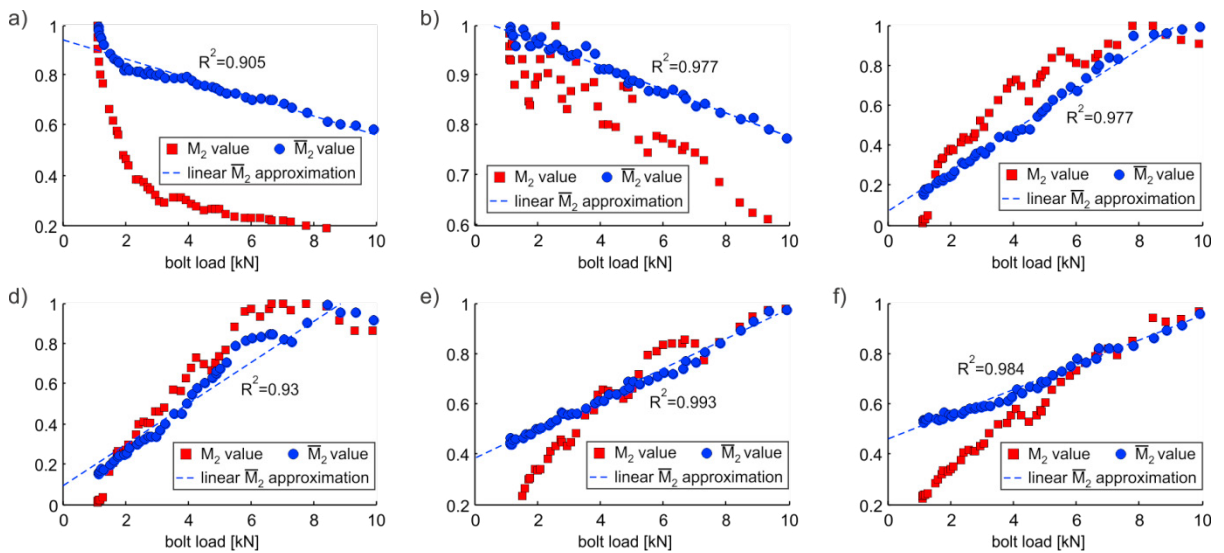 a)
1
0.8
0.6
0.4
0.2
R²=0.905
M₂ value M̅₂ value
linear M̅₂ approximation
0 2 4 6 8 10
bolt load [kN]
b)
1
0.9
0.8
0.7
0.6
R²=0.977
M₂ value M̅₂ value
linear M̅₂ approximation
0 2 4 6 8 10
bolt load [kN]
1
0.8
0.6
0.4
0.2
0
R²=0.977
M₂ value M̅₂ value
linear M̅₂ approximation
0 2 4 6 8 10
bolt load [kN]
d)
1
0.8
0.6
0.4
0.2
0
R²=0.93
M₂ value M̅₂ value
linear M̅₂ approximation
0 2 4 6 8 10
bolt load [kN]
e)
1
0.8
0.6
0.4
0.2
R²=0.993
M₂ value M̅₂ value
linear M̅₂ approximation
0 2 4 6 8 10
bolt load [kN]
f)
1
0.8
0.6
0.4
0.2
0
R²=0.984
M₂ value M̅₂ value
linear M̅₂ approximation
0 2 4 6 8 10
bolt load [kN]